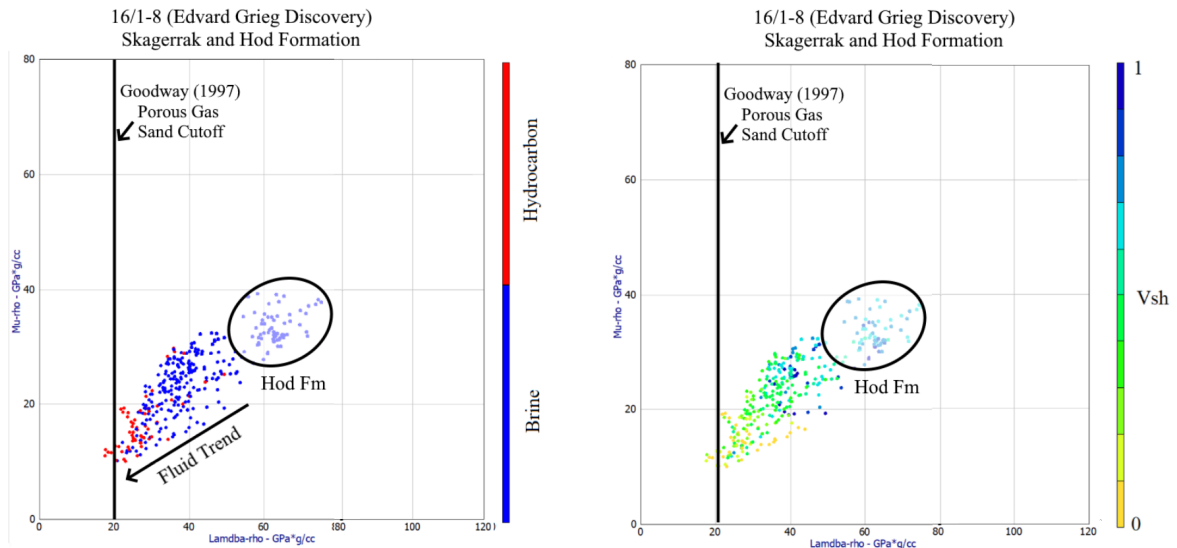 16/1-8 (Edvard Grieg Discovery)
Skagerrak and Hod Formation
80
60
40
20
0
Mu-rho - GPa*g/cc
Goodway (1997)
Porous Gas
Sand Cutoff
Hod Fm
Fluid Trend
0
20
40
60
80
100
120
Lamdba-rho - GPa*g/cc
Hydrocarbon
Brine
16/1-8 (Edvard Grieg Discovery)
Skagerrak and Hod Formation
80
60
40
20
0
Mu-rho - GPa*g/cc
Goodway (1997)
Porous Gas
Sand Cutoff
Hod Fm
0
20
40
60
80
100
120
Lamdba-rho - GPa*g/cc
1
Vsh
0